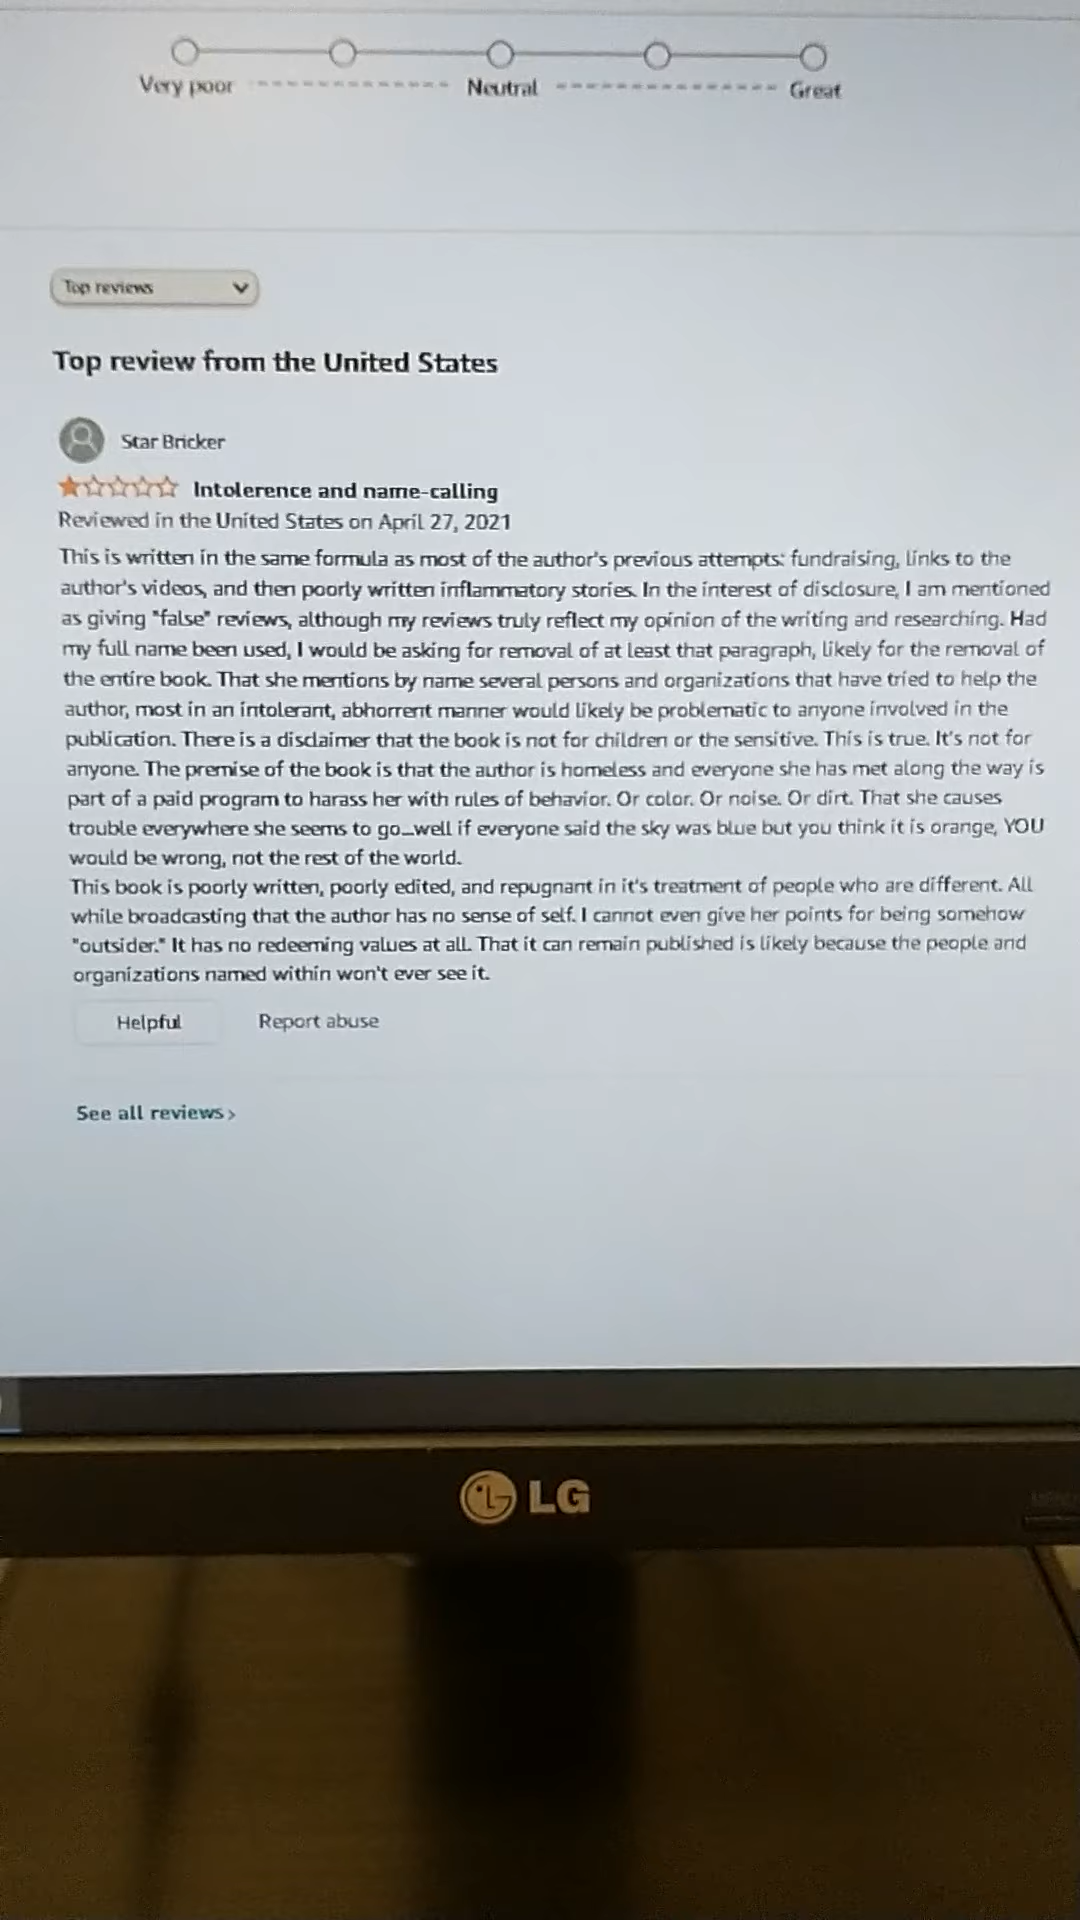 Very poor Neutral Great
Top reviews
Top review from the United States
Star Bricker
Intolerence and name-calling
Reviewed in the United States on April 27, 2021
This is written in the same formula as most of the author's previous attempts: fundraising, links to the
author's videos, and then poorly written inflammatory stories. In the interest of disclosure, I am mentioned
as giving "false" reviews, although my reviews truly reflect my opinion of the writing and researching. Had
my full name been used, I would be asking for removal of at least that paragraph, likely for the removal of
the entire book. That she mentions by name several persons and organizations that have tried to help the
author, most in an intolerant, abhorrent manner would likely be problematic to anyone involved in the
publication. There is a disclaimer that the book is not for children or the sensitive. This is true. It's not for
anyone. The premise of the book is that the author is homeless and everyone she has met along the way is
part of a paid program to harass her with rules of behavior. Or color. Or noise. Or dirt. That she causes
trouble everywhere she seems to go...well if everyone said the sky was blue but you think it is orange, YOU
would be wrong, not the rest of the world.
This book is poorly written, poorly edited, and repugnant in it's treatment of people who are different. All
while broadcasting that the author has no sense of self. I cannot even give her points for being somehow
"outsider." It has no redeeming values at all. That it can remain published is likely because the people and
organizations named within won't ever see it.
Helpful Report abuse
See all reviews ›
LG